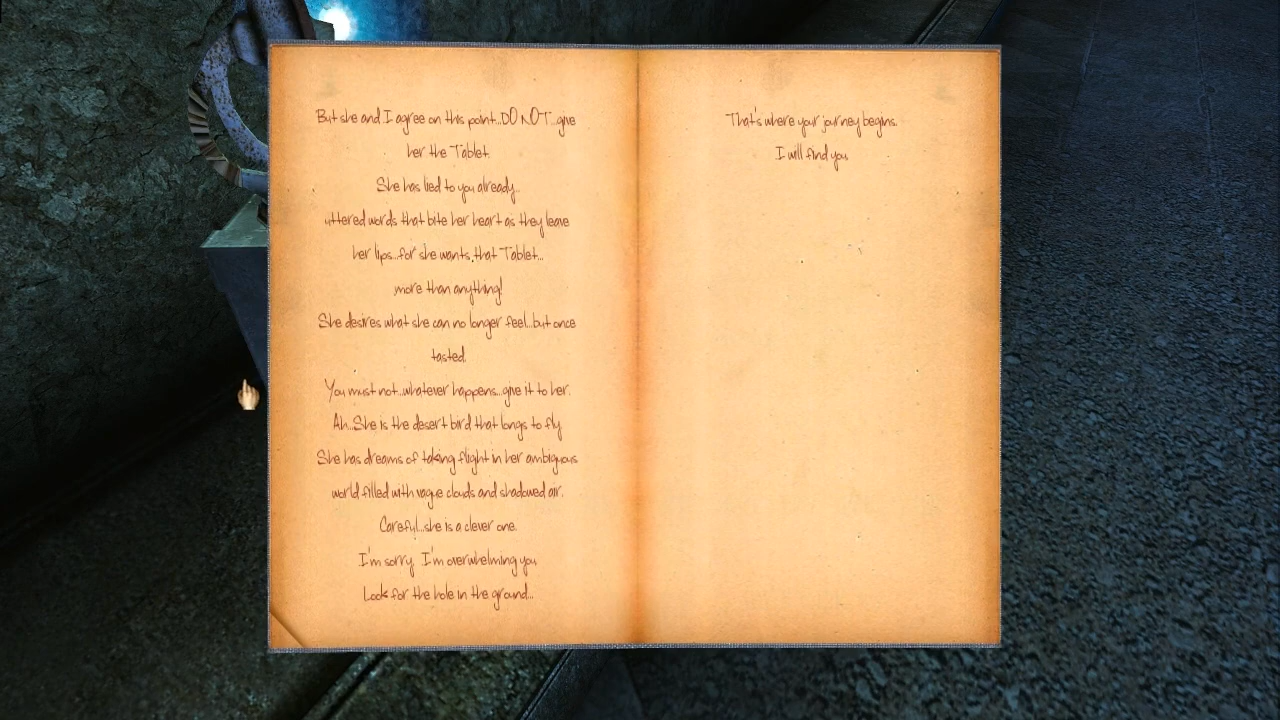 But she and I agree on this point...DO NOT...give
her the Tablet.
She has lied to you already...
uttered words that bite her heart as they leave
her lips...for she wants that Tablet...
more than anything!
She desires what she can no longer feel...but once
tasted.
You must not...whatever happens...give it to her.
Ah...She is the desert bird that longs to fly.
She has dreams of taking flight in her ambiguous
world filled with vague clouds and shadowed air.
Careful...she is a clever one.
I'm sorry. I'm overwhelming you.
Look for the hole in the ground...
That's where your journey begins.
I will find you.